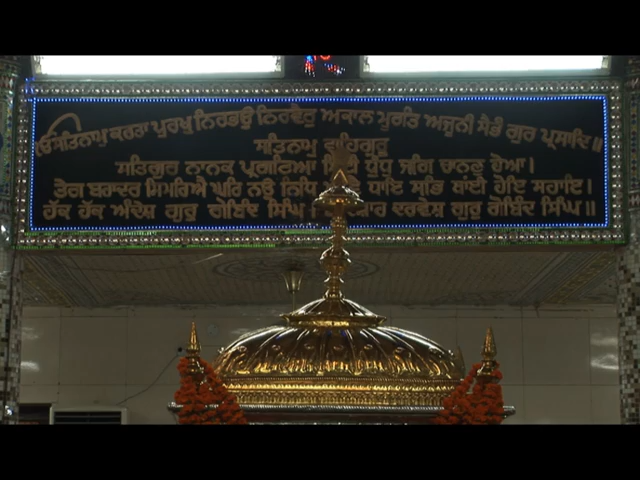 ੴ ਸਤਿਨਾਮੁ ਕਰਤਾ ਪੁਰਖੁ ਨਿਰਭਉ ਨਿਰਵੈਰੁ ਅਕਾਲ ਮੂਰਤਿ ਅਜੂਨੀ ਸੈਭੰ ਗੁਰ ਪ੍ਰਸਾਦਿ॥
ਸਤਿਨਾਮੁ ਵਾਹਿਗੁਰੂ
ਸਤਿਗੁਰ ਨਾਨਕ ਪ੍ਰਗਟਿਆ ਮਿਟੀ ਧੁੰਧ ਜਗਿ ਚਾਨਣੁ ਹੋਆ।
ਤੇਗ ਬਹਾਦਰ ਸਿਮਰਿਐ ਘਰਿ ਨਉ ਨਿਧਿ ਧਾਇ ਸਭ ਥਾਈ ਹੋਇ ਸਹਾਇ।
ਹੱਕ ਹੱਕ ਅੰਦੇਸ਼ ਗੁਰੂ ਗੋਬਿੰਦ ਸਿੰਘ ॥ ਦਰਵੇਸ਼ ਗੁਰੂ ਗੋਬਿੰਦ ਸਿੰਘ॥